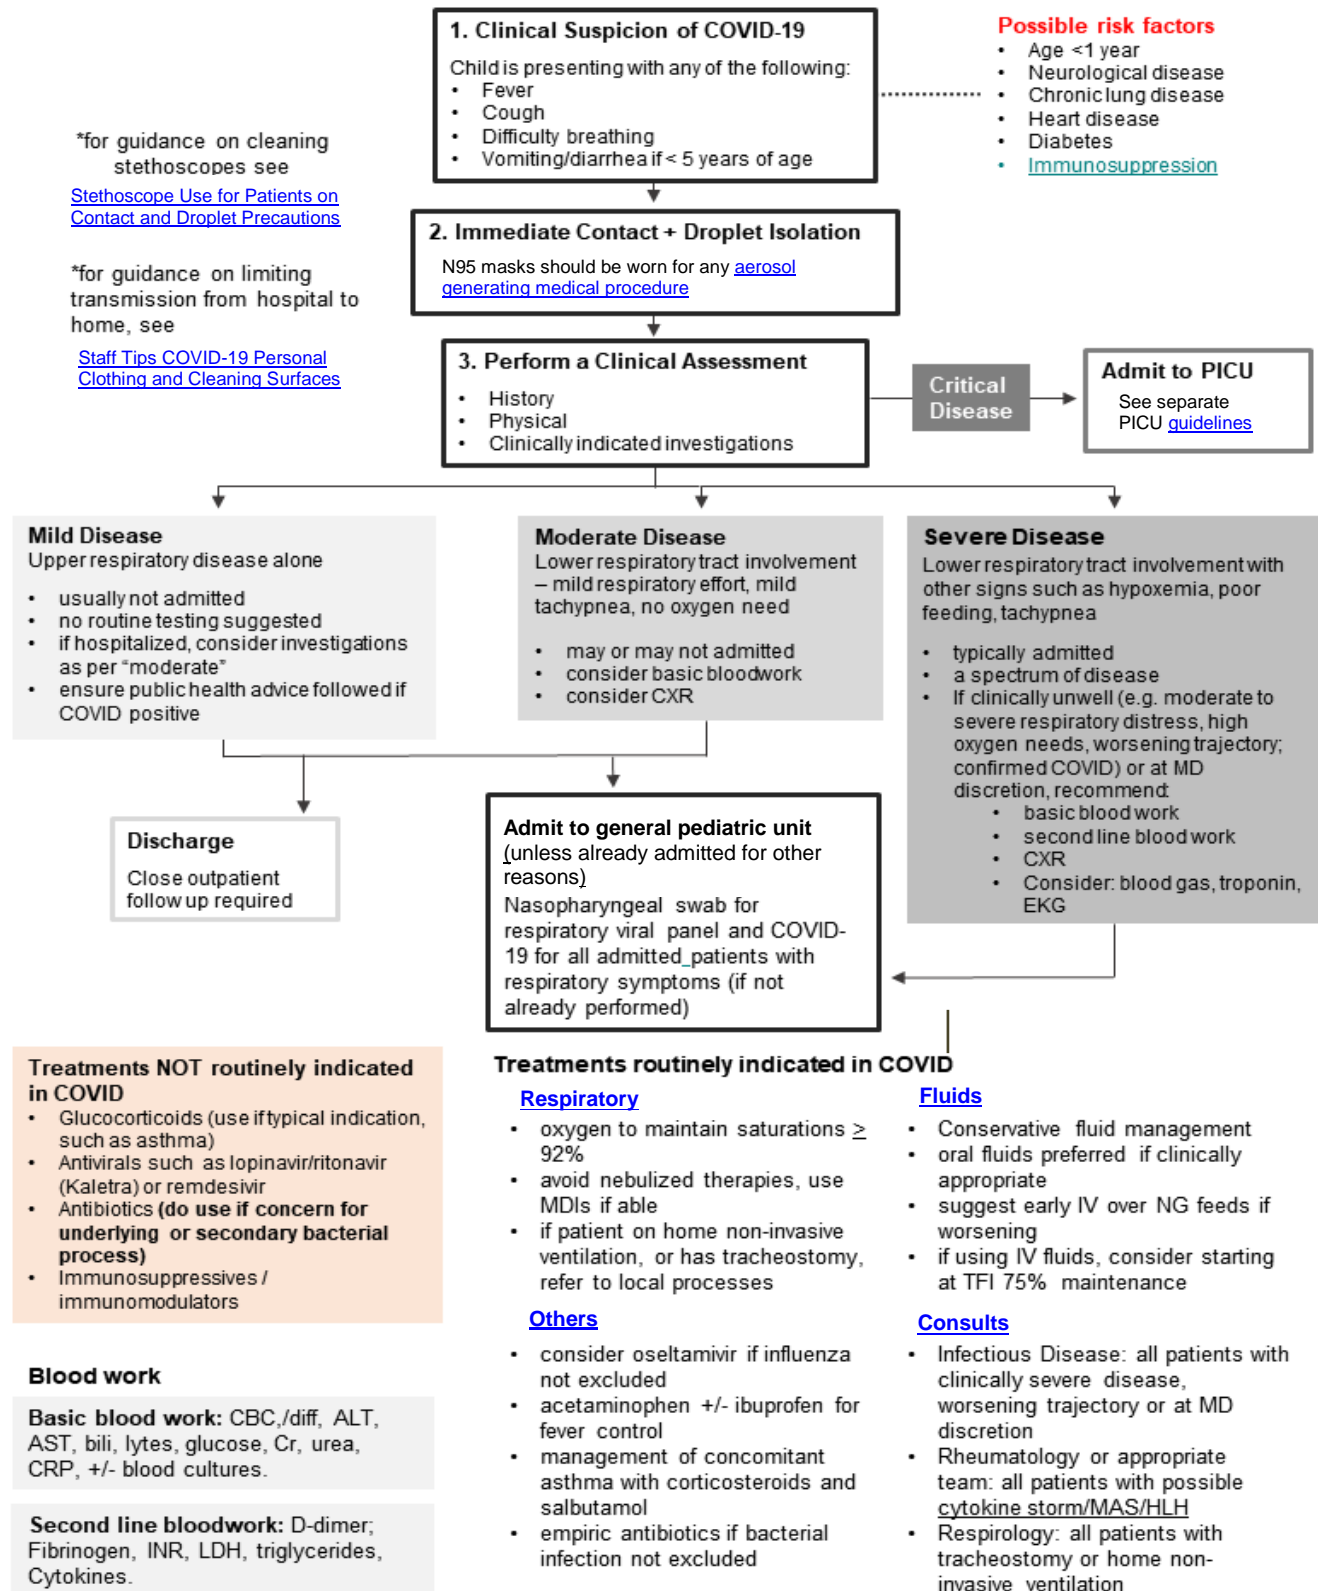 1. Clinical Suspicion of COVID-19
Child is presenting with any of the following:
• Fever
• Cough
• Difficulty breathing
• Vomiting/diarrhea if < 5 years of age
Possible risk factors
• Age <1 year
• Neurological disease
• Chronic lung disease
• Heart disease
• Diabetes
• Immunosuppression
*for guidance on cleaning
stethoscopes see
Stethoscope Use for Patients on
Contact and Droplet Precautions
*for guidance on limiting
transmission from hospital to
home, see
Staff Tips COVID-19 Personal
Clothing and Cleaning Surfaces
2. Immediate Contact + Droplet Isolation
N95 masks should be worn for any aerosol
generating medical procedure
3. Perform a Clinical Assessment
• History
• Physical
• Clinically indicated investigations
Critical
Disease
Admit to PICU
See separate
PICU guidelines
Mild Disease
Upper respiratory disease alone
• usually not admitted
• no routine testing suggested
• if hospitalized, consider investigations
as per “moderate”
• ensure public health advice followed if
COVID positive
Moderate Disease
Lower respiratory tract involvement
– mild respiratory effort, mild
tachypnea, no oxygen need
• may or may not admitted
• consider basic bloodwork
• consider CXR
Severe Disease
Lower respiratory tract involvement with
other signs such as hypoxemia, poor
feeding, tachypnea
• typically admitted
• a spectrum of disease
• If clinically unwell (e.g. moderate to
severe respiratory distress, high
oxygen needs, worsening trajectory;
confirmed COVID) or at MD
discretion, recommend:
• basic blood work
• second line blood work
• CXR
• Consider: blood gas, troponin,
EKG
Discharge
Close outpatient
follow up required
Admit to general pediatric unit
(unless already admitted for other
reasons)
Nasopharyngeal swab for
respiratory viral panel and COVID-
19 for all admitted patients with
respiratory symptoms (if not
already performed)
Treatments NOT routinely indicated
in COVID
• Glucocorticoids (use if typical indication,
such as asthma)
• Antivirals such as lopinavir/ritonavir
(Kaletra) or remdesivir
• Antibiotics (do use if concern for
underlying or secondary bacterial
process)
• Immunosuppressives /
immunomodulators
Blood work
Basic blood work: CBC,/diff, ALT,
AST, bili, lytes, glucose, Cr, urea,
CRP, +/- blood cultures.
Second line bloodwork: D-dimer;
Fibrinogen, INR, LDH, triglycerides,
Cytokines.
Treatments routinely indicated in COVID
Respiratory
• oxygen to maintain saturations ≥
92%
• avoid nebulized therapies, use
MDIs if able
• if patient on home non-invasive
ventilation, or has tracheostomy,
refer to local processes
Others
• consider oseltamivir if influenza
not excluded
• acetaminophen +/- ibuprofen for
fever control
• management of concomitant
asthma with corticosteroids and
salbutamol
• empiric antibiotics if bacterial
infection not excluded
Fluids
• Conservative fluid management
• oral fluids preferred if clinically
appropriate
• suggest early IV over NG feeds if
worsening
• if using IV fluids, consider starting
at TFI 75% maintenance
Consults
• Infectious Disease: all patients with
clinically severe disease,
worsening trajectory or at MD
discretion
• Rheumatology or appropriate
team: all patients with possible
cytokine storm/MAS/HLH
• Respirology: all patients with
tracheostomy or home non-
invasive ventilation